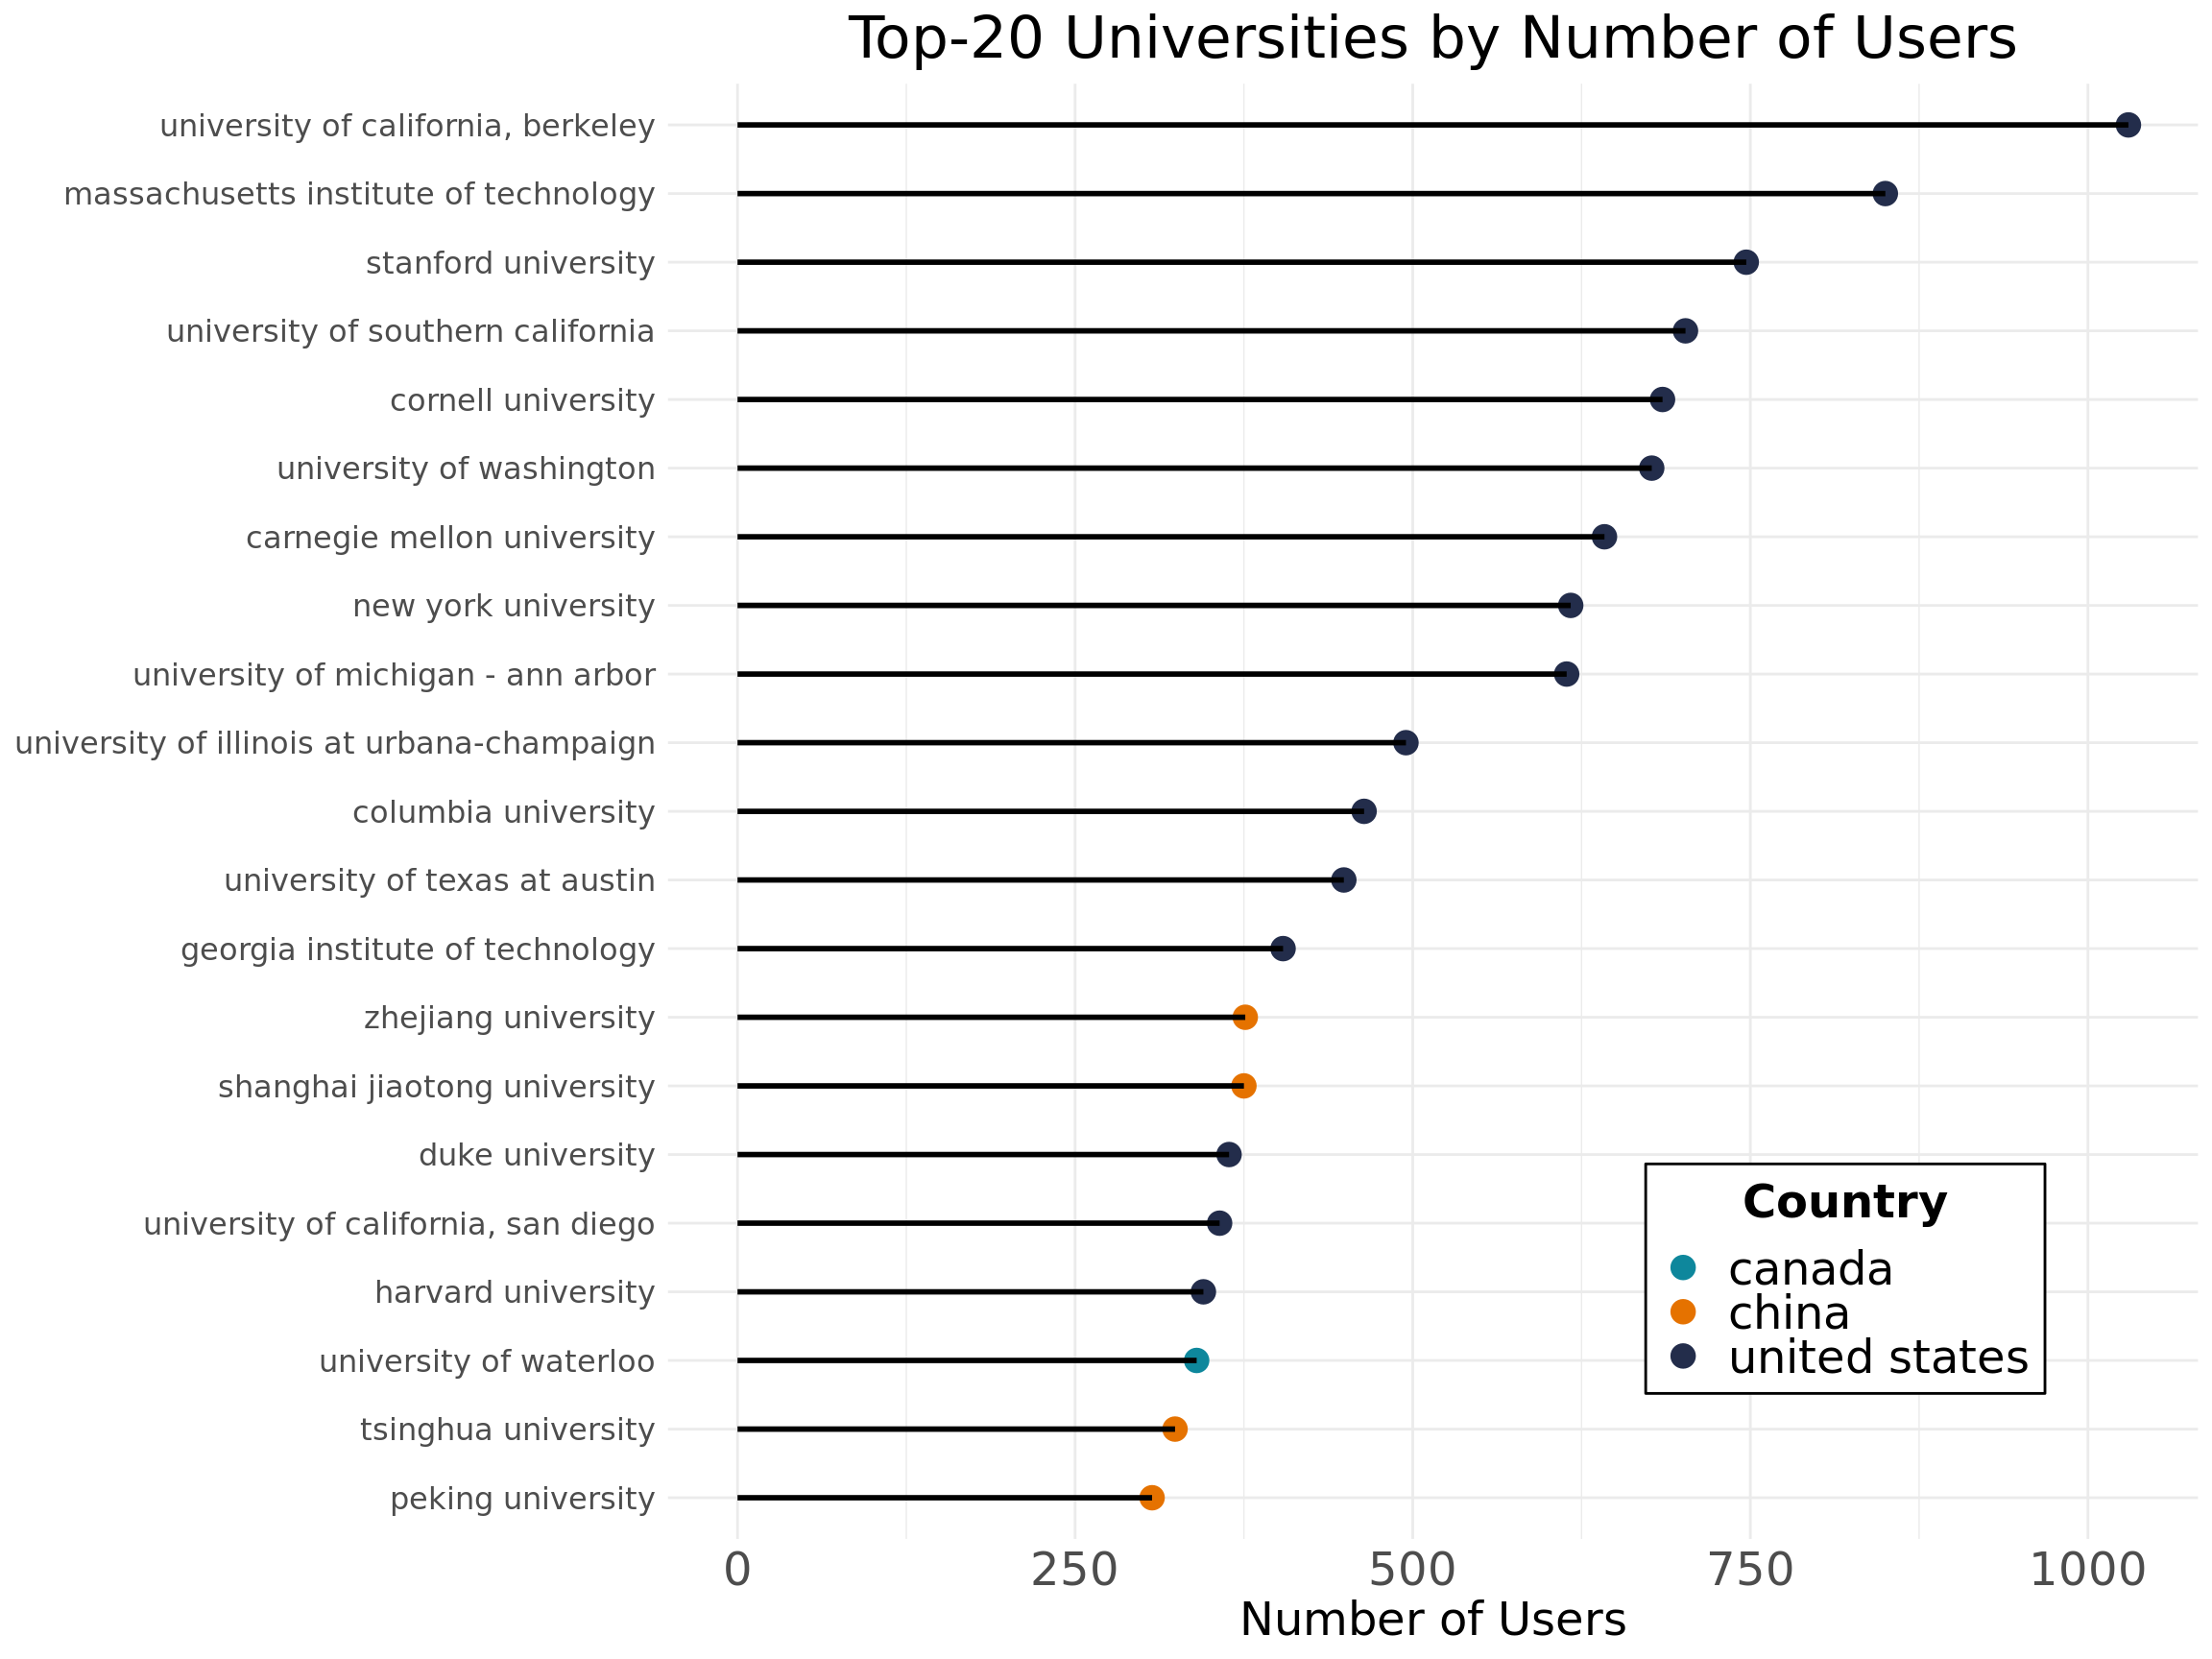 Top-20 Universities by Number of Users
university of california, berkeley
massachusetts institute of technology
stanford university
university of southern california
cornell university
university of washington
carnegie mellon university
new york university
university of michigan - ann arbor
university of illinois at urbana-champaign
columbia university
university of texas at austin
georgia institute of technology
zhejiang university
shanghai jiaotong university
duke university
university of california, san diego
harvard university
university of waterloo
tsinghua university
peking university
Country
canada
china
united states
0 250 500 750 1000
Number of Users